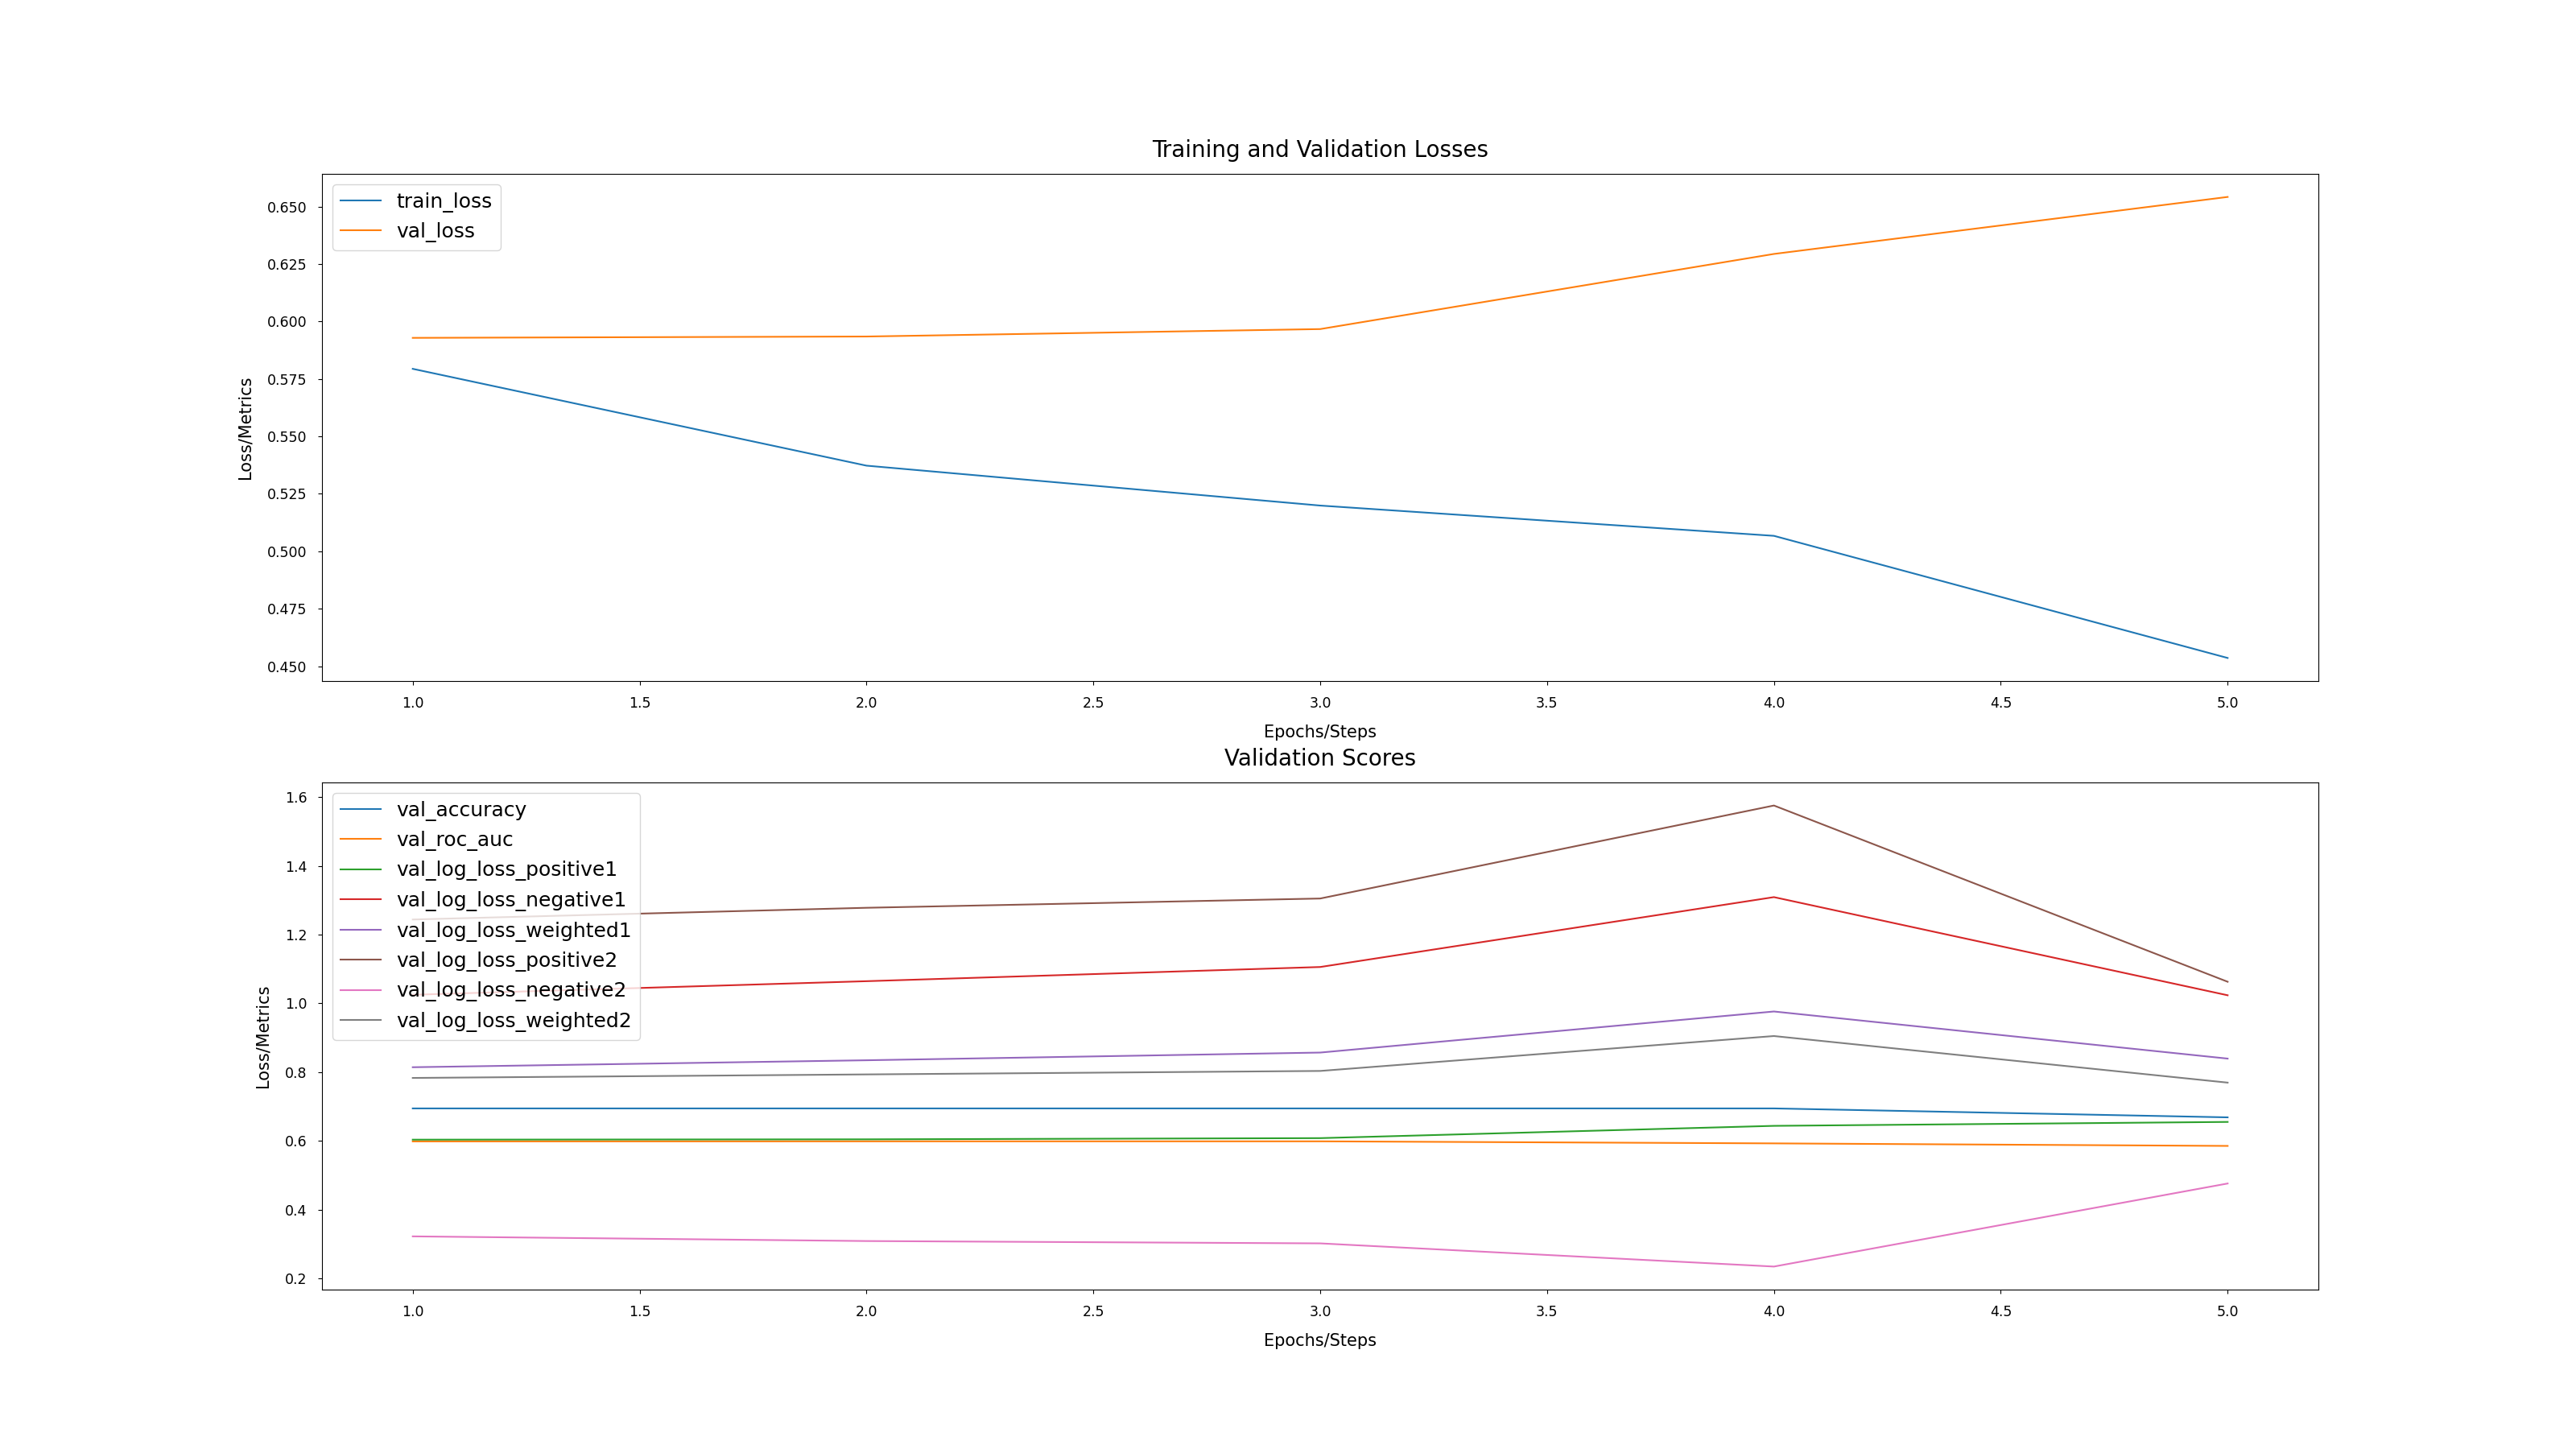 Training and Validation Losses
train_loss
val_loss
0.650
0.625
0.600
0.575
0.550
0.525
0.500
0.475
0.450
Loss/Metrics
1.0 1.5 2.0 2.5 3.0 3.5 4.0 4.5 5.0
Epochs/Steps
Validation Scores
val_accuracy
val_roc_auc
val_log_loss_positive1
val_log_loss_negative1
val_log_loss_weighted1
val_log_loss_positive2
val_log_loss_negative2
val_log_loss_weighted2
1.6
1.4
1.2
1.0
0.8
0.6
0.4
0.2
Loss/Metrics
1.0 1.5 2.0 2.5 3.0 3.5 4.0 4.5 5.0
Epochs/Steps